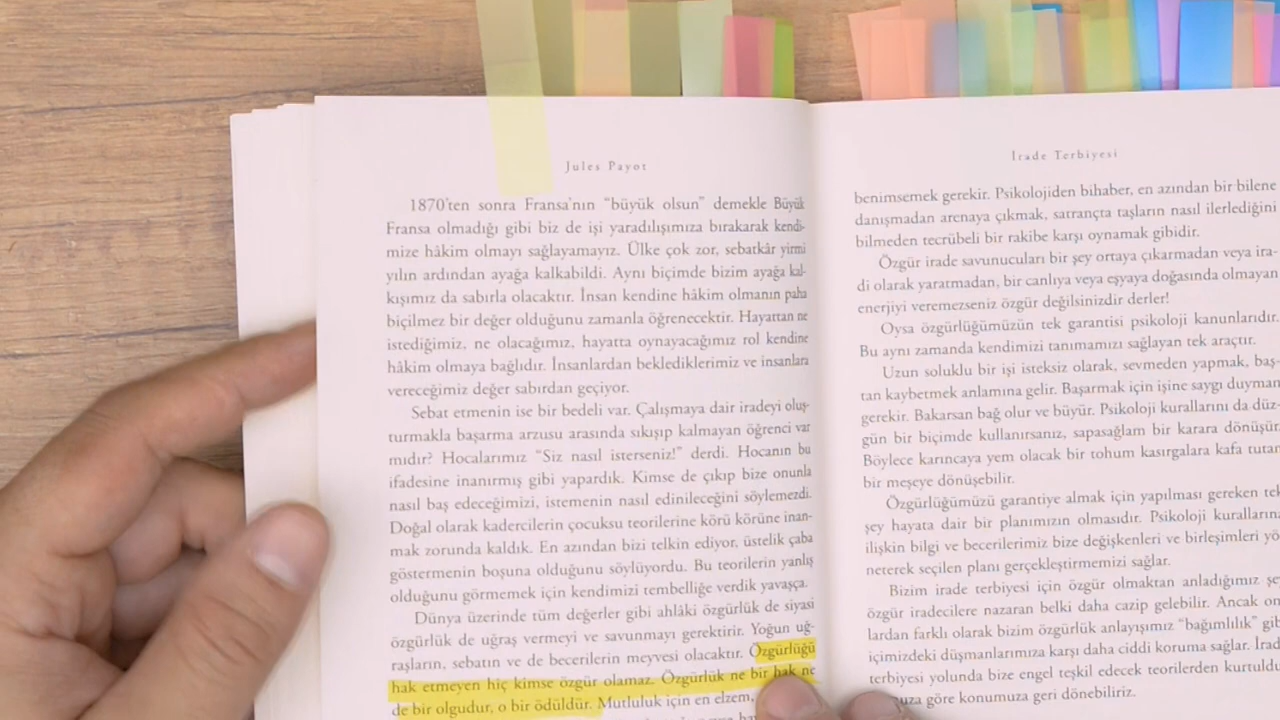 Jules Payot
1870'ten sonra Fransa'nın "büyük olsun" demekle Büyük
Fransa olmadığı gibi biz de işi yaradılışımıza bırakarak kendi-
mize hâkim olmayı sağlayamayız. Ülke çok zor, sebatkâr yirmi
yılın ardından ayağa kalkabildi. Aynı biçimde bizim ayağa kal-
kışımız da sabırla olacaktır. İnsan kendine hâkim olmanın paha
biçilmez bir değer olduğunu zamanla öğrenecektir. Hayattan ne
istediğimiz, ne olacağımız, hayatta oynayacağımız rol kendine
hâkim olmaya bağlıdır. İnsanlardan beklediklerimiz ve insanlara
vereceğimiz değer sabırdan geçiyor.
Sebat etmenin ise bir bedeli var. Çalışmaya dair iradeyi oluş-
turmakla başarma arzusu arasında sıkışıp kalmayan öğrenci var
mıdır? Hocalarımız "Siz nasıl isterseniz!" derdi. Hocanın bu
ifadesine inanırmış gibi yapardık. Kimse de çıkıp bize onunla
nasıl baş edeceğimizi, istemenin nasıl edinileceğini söylemezdi.
Doğal olarak kadercilerin çocuksu teorilerine körü körüne inan-
mak zorunda kaldık. En azından bizi telkin ediyor, üstelik çaba
göstermenin boşuna olduğunu söylüyordu. Bu teorilerin yanlış
olduğunu görmemek için kendimizi tembelliğe verdik yavaşça.
Dünya üzerinde tüm değerler gibi ahlâki özgürlük de siyasi
özgürlük de uğraş vermeyi ve savunmayı gerektirir. Yoğun uğ-
raşların, sebatın ve de becerilerin meyvesi olacaktır. Özgürlüğü
hak etmeyen hiç kimse özgür olamaz. Özgürlük ne bir hak ne
de bir olgudur, o bir ödüldür. Mutluluk için en elzem,
İrade Terbiyesi
benimsemek gerekir. Psikolojiden bihaber, en azından bir bilene
danışmadan arenaya çıkmak, satrançta taşların nasıl ilerlediğini
bilmeden tecrübeli bir rakibe karşı oynamak gibidir.
Özgür irade savunucuları bir şey ortaya çıkarmadan veya ira-
di olarak yaratmadan, bir canlıya veya eşyaya doğasında olmayan
enerjiyi veremezseniz özgür değilsinizdir derler!
Oysa özgürlüğümüzün tek garantisi psikoloji kanunlarıdır.
Bu aynı zamanda kendimizi tanımamızı sağlayan tek araçtır.
Uzun soluklu bir işi isteksiz olarak, sevmeden yapmak, baş-
tan kaybetmek anlamına gelir. Başarmak için işine saygı duyman
gerekir. Bakarsan bağ olur ve büyür. Psikoloji kurallarını da düz-
gün bir biçimde kullanırsanız, sapasağlam bir karara dönüşür.
Böylece karıncaya yem olacak bir tohum kasırgalara kafa tutan
bir meşeye dönüşebilir.
Özgürlüğümüzü garantiye almak için yapılması gereken tek
şey hayata dair bir planımızın olmasıdır. Psikoloji kurallarına
ilişkin bilgi ve becerilerimiz bize değişkenleri ve birleşimleri yö-
neterek seçilen planı gerçekleştirmemizi sağlar.
Bizim irade terbiyesi için özgür olmaktan anladığımız şe
özgür iradecilere nazaran belki daha cazip gelebilir. Ancak on
lardan farklı olarak bizim özgürlük anlayışımız "bağımlılık" gib
içimizdeki düşmanlarımıza karşı daha ciddi koruma sağlar. İrad
terbiyesi yolunda bize engel teşkil edecek teorilerden kurtuldu
uza göre konumuza geri dönebiliriz.